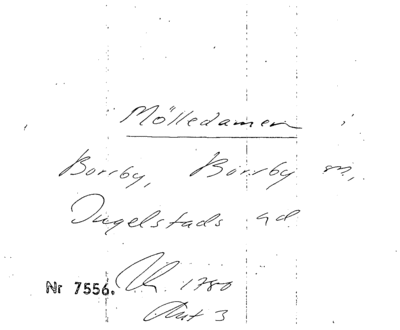 Mölledamen i
Borrby, Borrby sn,
Ingelstads hd
Nr 7556. 1780
Akt 3